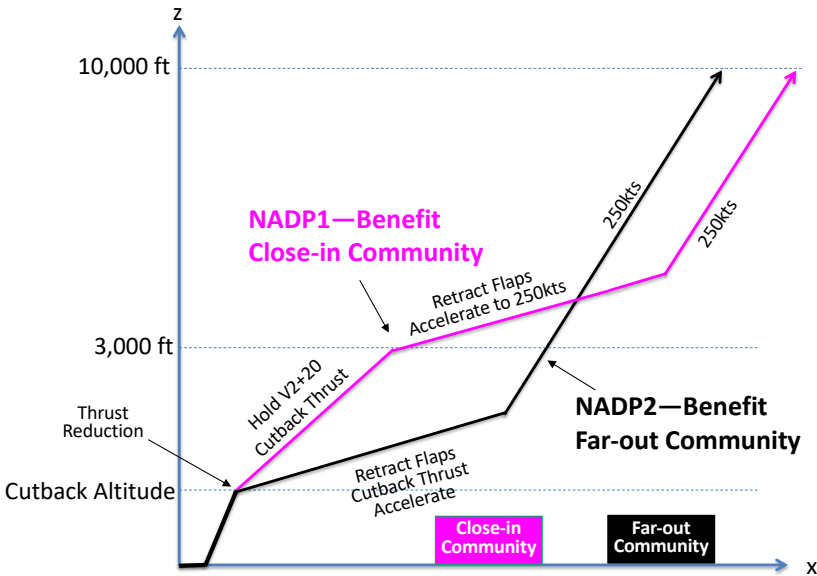 z
10,000 ft
250kts
250kts
NADP1—Benefit
Close-in Community
Retract Flaps
Accelerate to 250kts
3,000 ft
Hold V2+20
Cutback Thrust
NADP2—Benefit
Far-out Community
Thrust
Reduction
Retract Flaps
Cutback Thrust
Accelerate
Cutback Altitude
Close-in
Community
Far-out
Community
x